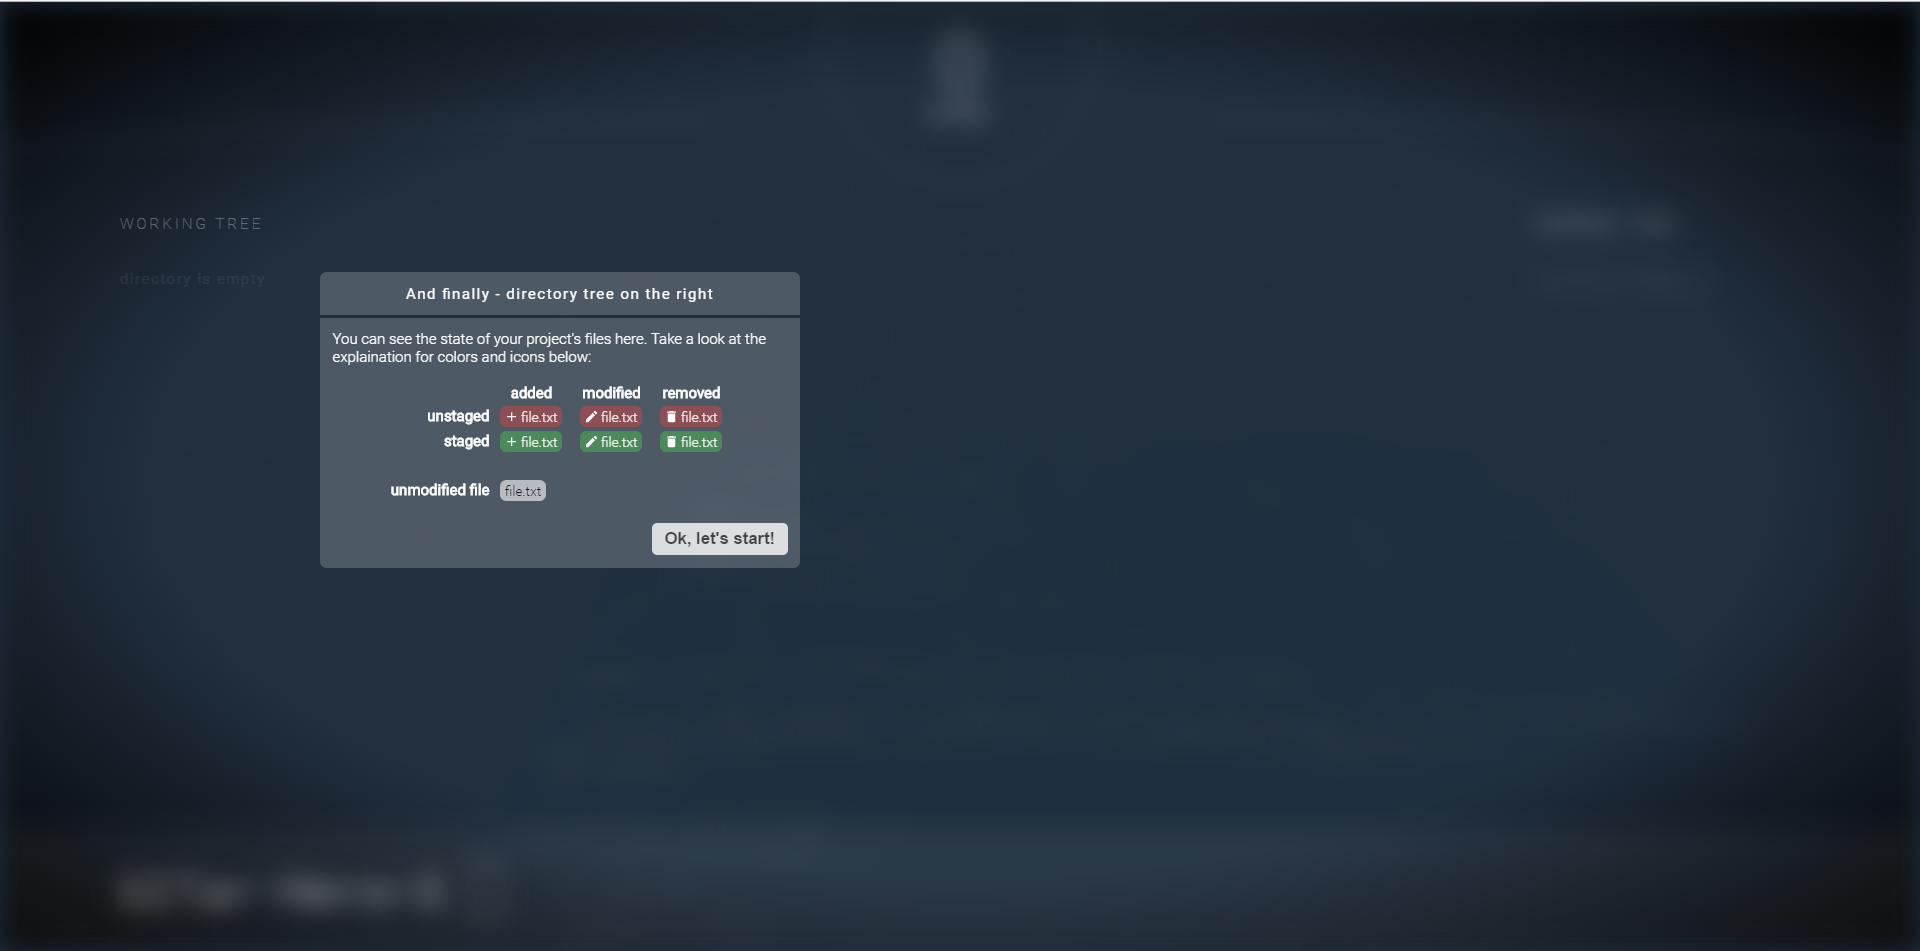 WORKING TREE
directory is empty
And finally - directory tree on the right
You can see the state of your project's files here. Take a look at the
explaination for colors and icons below:
added modified removed
unstaged + file.txt file.txt file.txt
staged + file.txt file.txt file.txt
unmodified file file.txt
Ok, let's start!